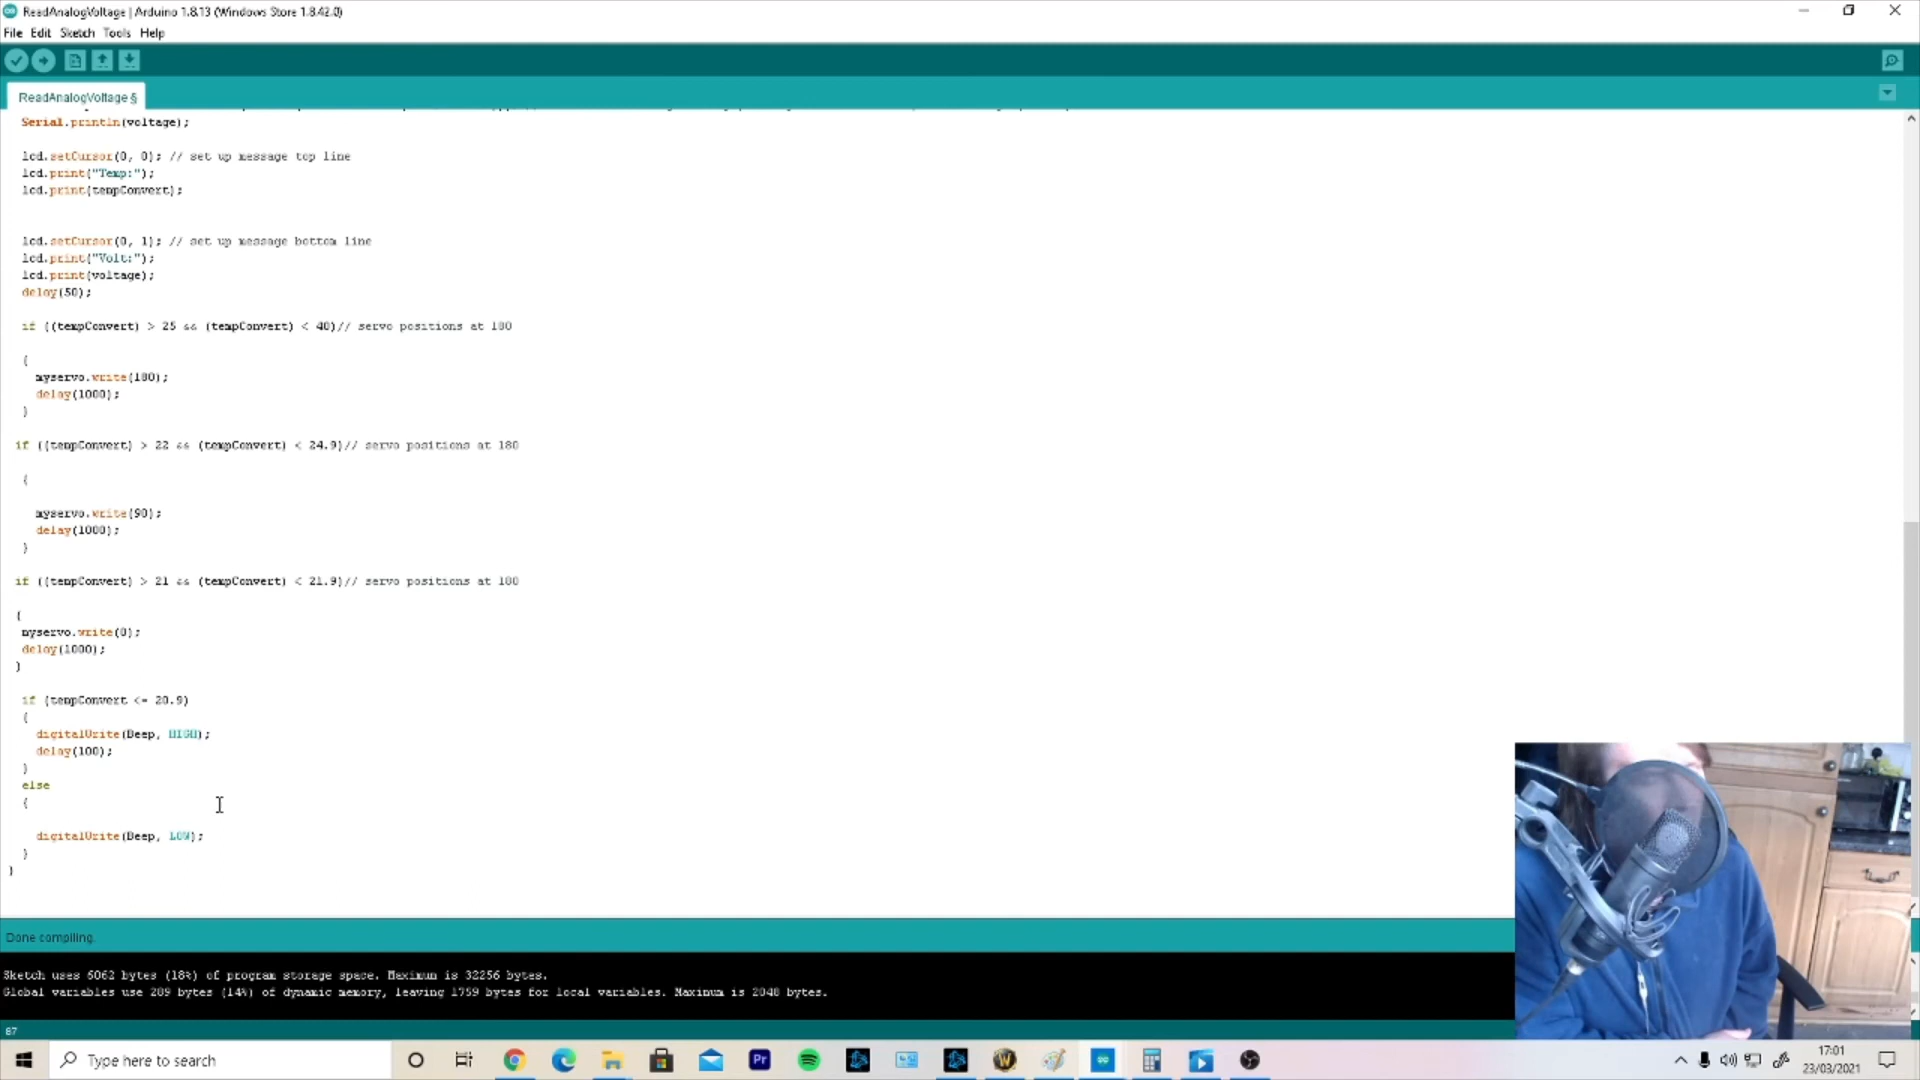 ReadAnalogVoltage | Arduino 1.8.13 (Windows Store 1.8.42.0)
File Edit Sketch Tools Help
ReadAnalogVoltage §
Serial.println(voltage);
lcd.setCursor(0, 0); // set up message top line
lcd.print("Temp:");
lcd.print(tempConvert);
lcd.setCursor(0, 1); // set up message bottom line
lcd.print("Volt:");
lcd.print(voltage);
delay(50);
if ((tempConvert) > 25 && (tempConvert) < 40)// servo positions at 180
{
myservo.write(180);
delay(1000);
}
if ((tempConvert) > 22 && (tempConvert) < 24.9)// servo positions at 180
{
myservo.write(90);
delay(1000);
}
if ((tempConvert) > 21 && (tempConvert) < 21.9)// servo positions at 180
{
myservo.write(0);
delay(1000);
}
if (tempConvert <= 20.9)
{
digitalWrite(Beep, HIGH);
delay(100);
}
else
{
digitalWrite(Beep, LOW);
}
}
Done compiling.
Sketch uses 6062 bytes (18%) of program storage space. Maximum is 32256 bytes.
Global variables use 289 bytes (14%) of dynamic memory, leaving 1759 bytes for local variables. Maximum is 2048 bytes.
87
Type here to search
Pr
17:01
23/03/2021